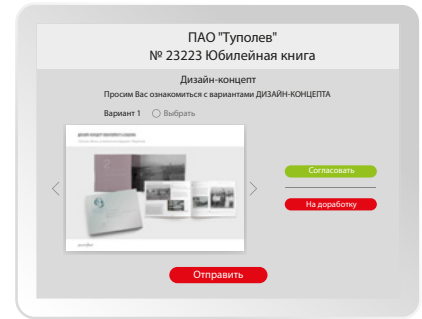 ПАО "Туполев"
№ 23223 Юбилейная книга
Дизайн-концепт
Просим Вас ознакомиться с вариантами ДИЗАЙН-КОНЦЕПТА
Вариант 1 Выбрать
Согласовать
На доработку
Отправить